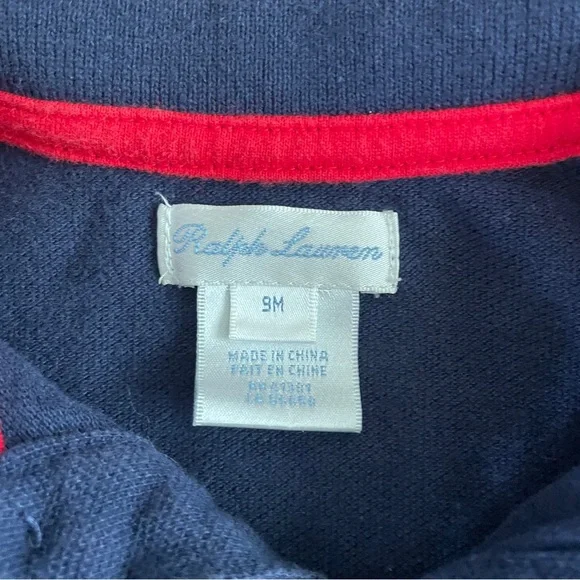 Ralph Lauren
9M
MADE IN CHINA
FAIT EN CHINE